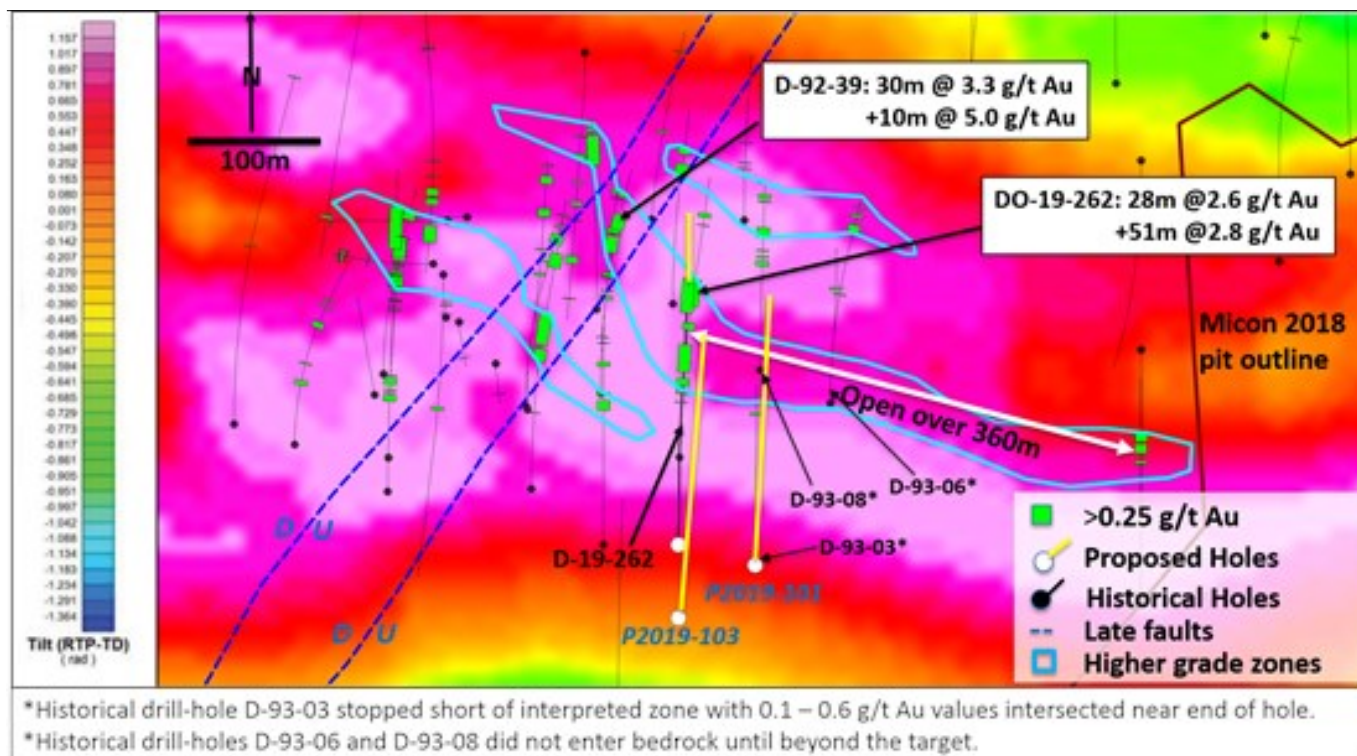 N
100m
D-92-39: 30m @ 3.3 g/t Au
+10m @ 5.0 g/t Au
DO-19-262: 28m @2.6 g/t Au
+51m @2.8 g/t Au
Micon 2018
pit outline
Open over 360m
D-93-08*
D-93-06*
D-19-262
D-93-03*
D U
P2019-103
D U
>0.25 g/t Au
Proposed Holes
Historical Holes
Late faults
Higher grade zones
1.157
1.017
0.897
0.781
0.665
0.553
0.447
0.348
0.252
0.163
0.080
0.001
-0.073
-0.142
-0.207
-0.270
-0.330
-0.390
-0.445
-0.496
-0.547
-0.594
-0.641
-0.685
-0.729
-0.773
-0.817
-0.861
-0.905
-0.951
-0.997
-1.042
-1.088
-1.134
-1.183
-1.234
-1.291
-1.364
Tilt (RTP-TD)
( rad )
*Historical drill-hole D-93-03 stopped short of interpreted zone with 0.1 – 0.6 g/t Au values intersected near end of hole.
*Historical drill-holes D-93-06 and D-93-08 did not enter bedrock until beyond the target.